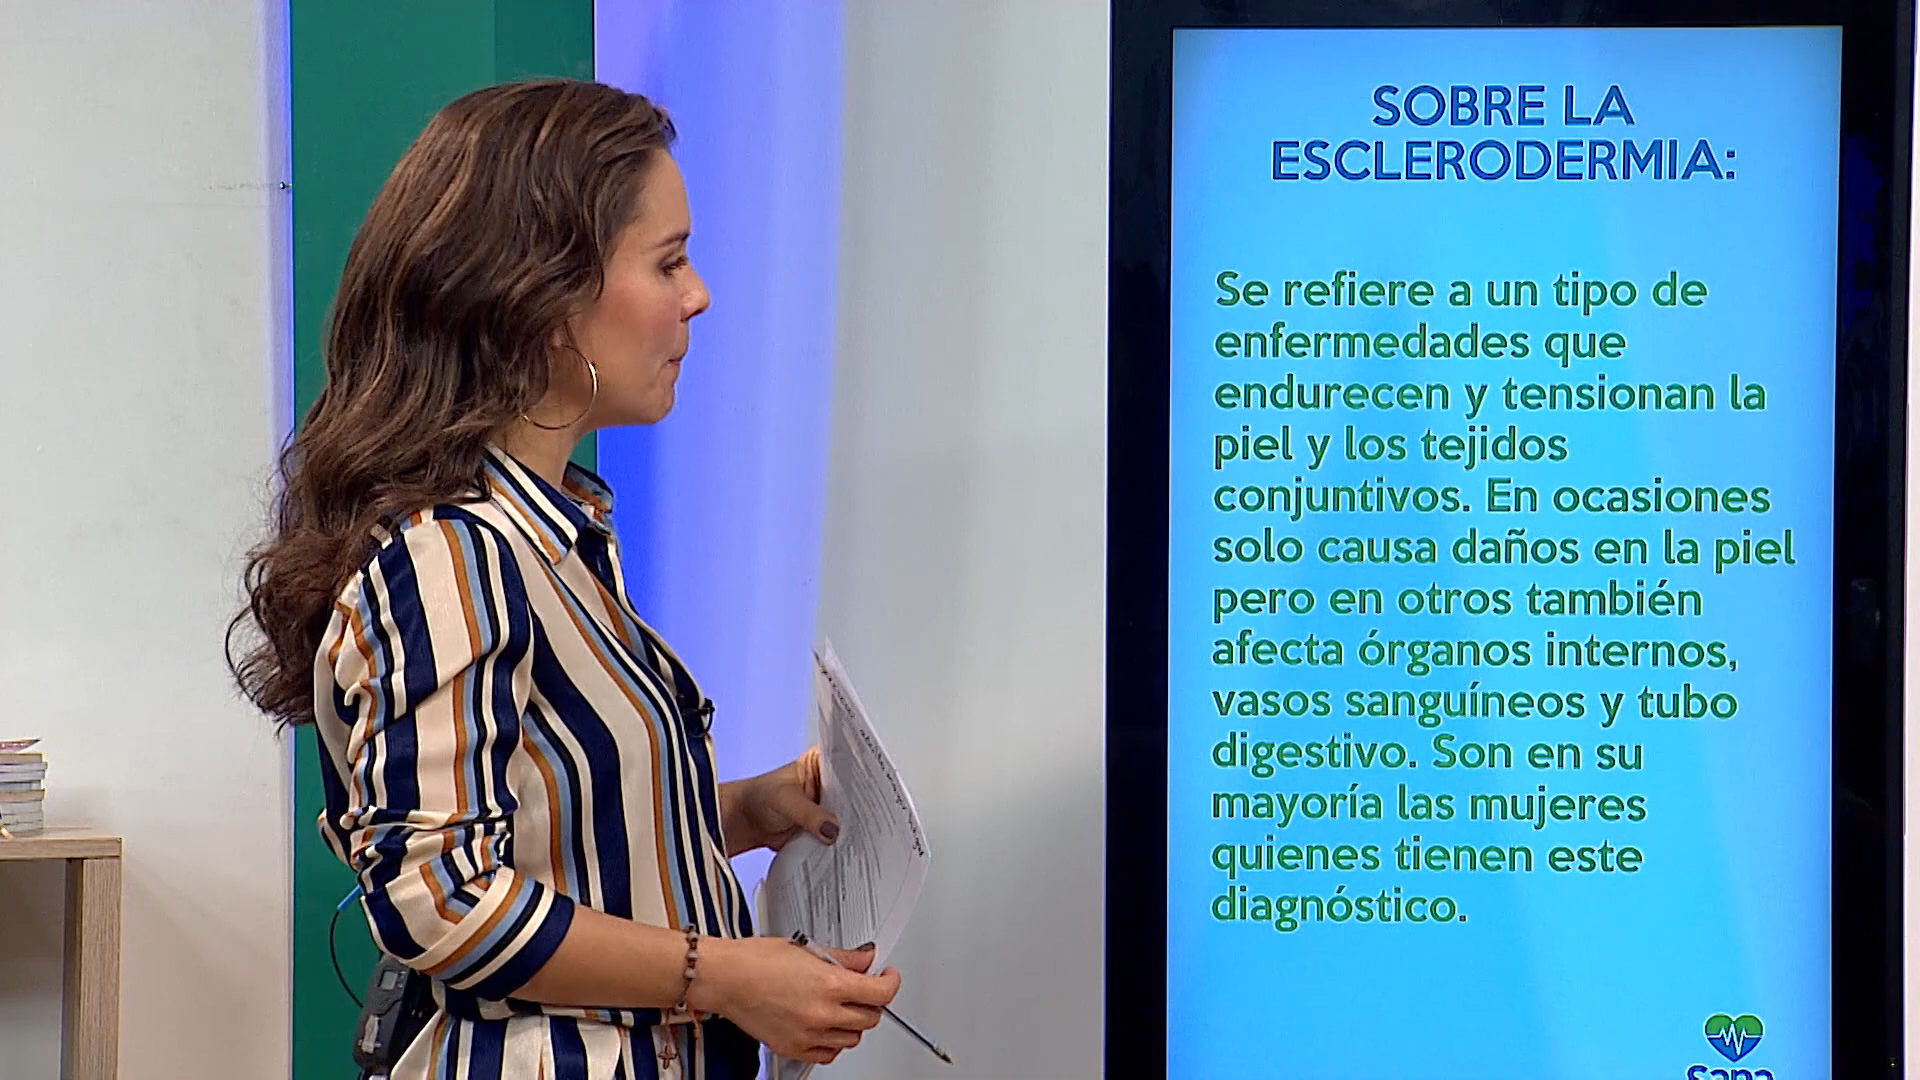 SOBRE LA
ESCLERODERMIA:
Se refiere a un tipo de
enfermedades que
endurecen y tensionan la
piel y los tejidos
conjuntivos. En ocasiones
solo causa daños en la piel
pero en otros también
afecta órganos internos,
vasos sanguíneos y tubo
digestivo. Son en su
mayoría las mujeres
quienes tienen este
diagnóstico.
Sana